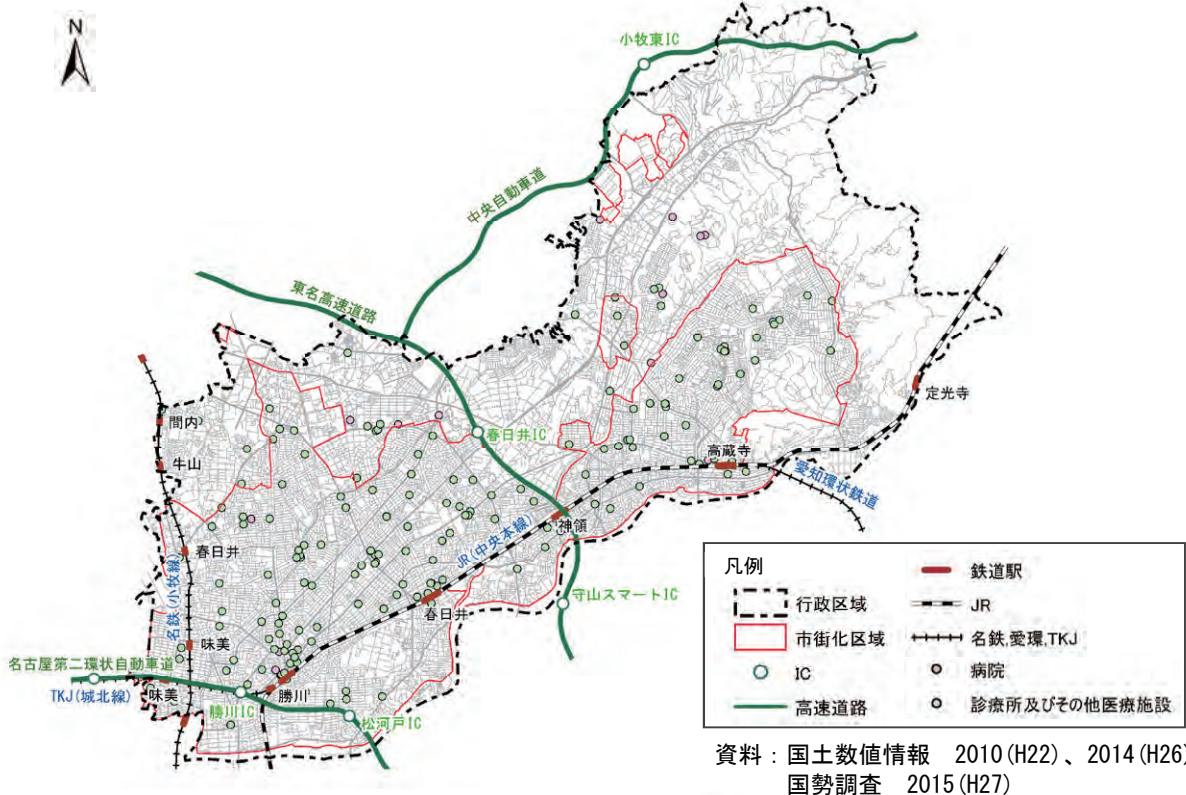 N
小牧東IC
中央自動車道
東名高速道路
間内
牛山
春日井IC
定光寺
高蔵寺
愛知環状鉄道
JR(中央本線)
神領
春日井
名鉄(小牧線)
春日井
守山スマートIC
味美
名古屋第二環状自動車道
TKJ(城北線)
味美
勝川IC
勝川
松河戸IC
凡例
行政区域
市街化区域
IC
高速道路
鉄道駅
JR
名鉄,愛環,TKJ
病院
診療所及びその他医療施設
資料：国土数値情報　2010(H22)、2014(H26)
国勢調査　2015(H27)